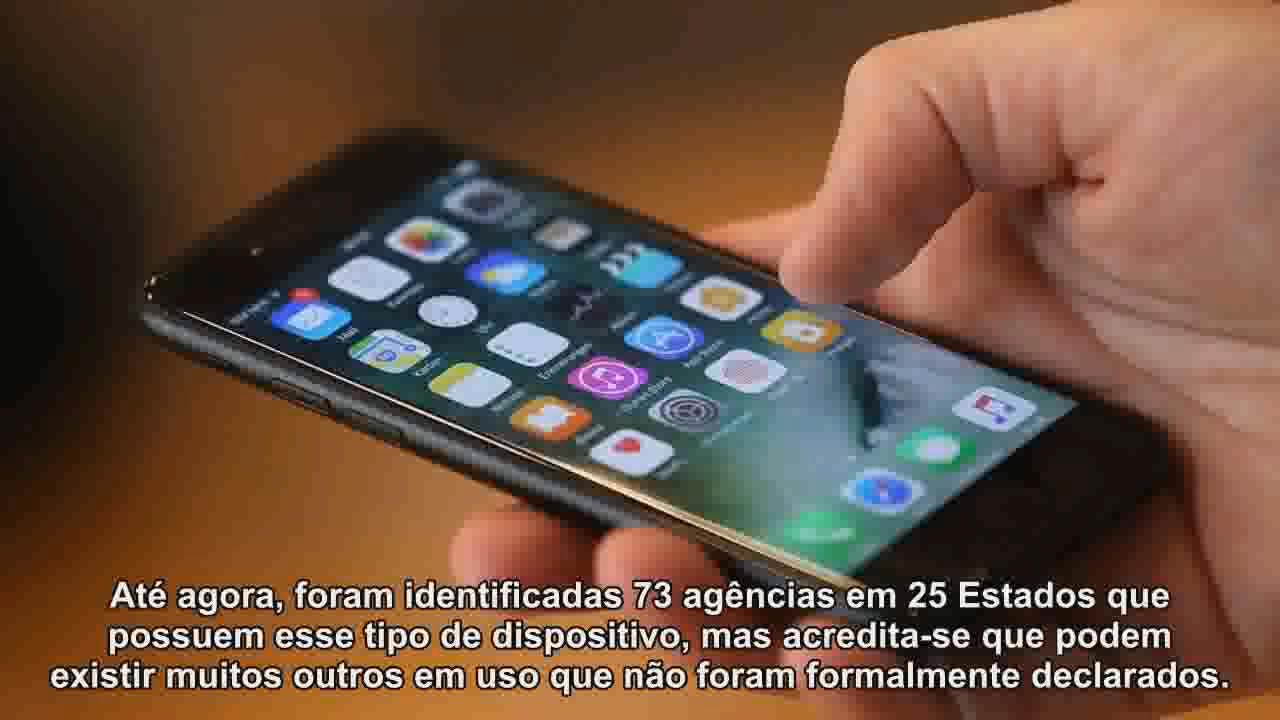 Até agora, foram identificadas 73 agências em 25 Estados que
possuem esse tipo de dispositivo, mas acredita-se que podem
existir muitos outros em uso que não foram formalmente declarados.